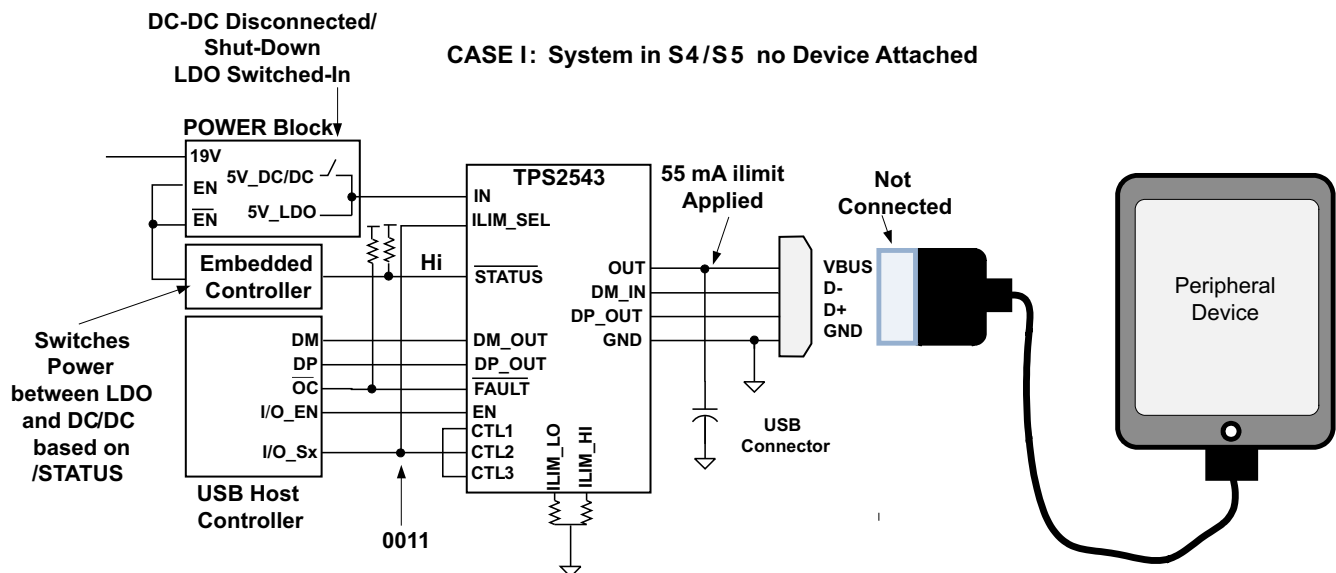 DC-DC Disconnected/
Shut-Down
LDO Switched-In
CASE I: System in S4/S5 no Device Attached
POWER Block
19V
EN
EN
5V_DC/DC
5V_LDO
Embedded
Controller
Hi
Switches
Power
between LDO
and DC/DC
based on
/STATUS
DM
DP
OC
I/O_EN
I/O_Sx
USB Host
Controller
0011
TPS2543
IN
ILIM_SEL
STATUS
DM_OUT
DP_OUT
FAULT
EN
CTL1
CTL2
CTL3
ILIM_LO
ILIM_HI
OUT
DM_IN
DP_OUT
GND
55 mA ilimit
Applied
USB
Connector
Not
Connected
VBUS
D-
D+
GND
Peripheral
Device